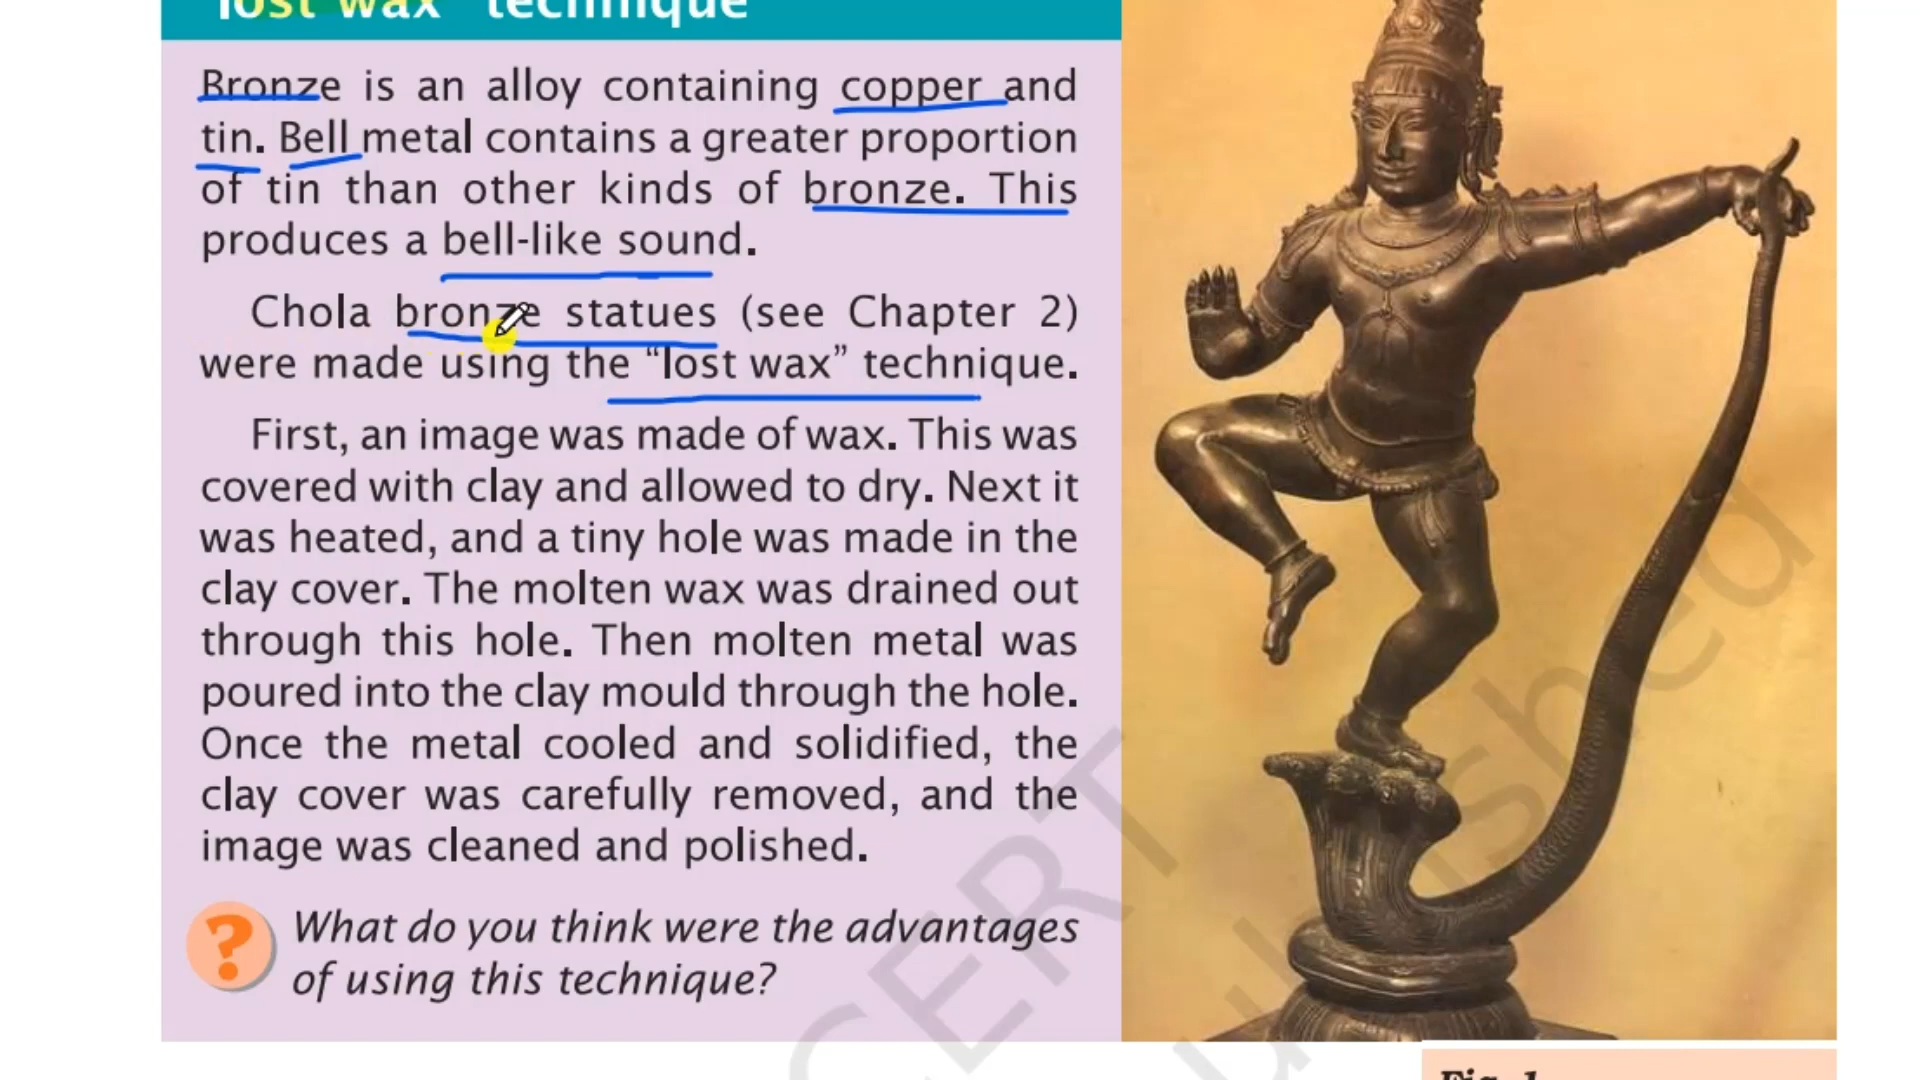 "lost wax" technique
Bronze is an alloy containing copper and
tin. Bell metal contains a greater proportion
of tin than other kinds of bronze. This
produces a bell-like sound.
Chola bronze statues (see Chapter 2)
were made using the “lost wax” technique.
First, an image was made of wax. This was
covered with clay and allowed to dry. Next it
was heated, and a tiny hole was made in the
clay cover. The molten wax was drained out
through this hole. Then molten metal was
poured into the clay mould through the hole.
Once the metal cooled and solidified, the
clay cover was carefully removed, and the
image was cleaned and polished.
?
What do you think were the advantages
of using this technique?